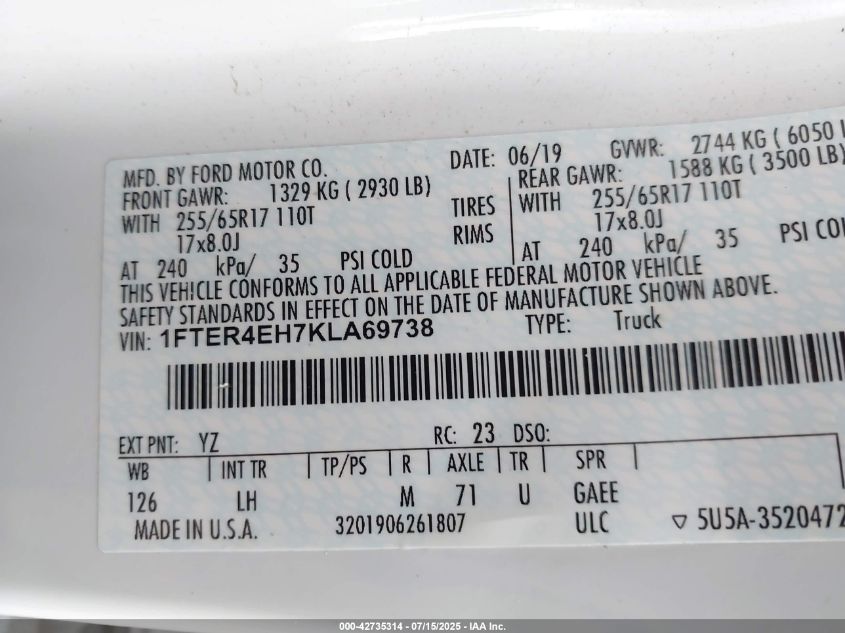 MFD. BY FORD MOTOR CO. DATE: 06/19 GVWR: 2744 KG ( 6050 L
FRONT GAWR: 1329 KG ( 2930 LB) REAR GAWR: 1588 KG ( 3500 LB)
WITH 255/65R17 110T TIRES WITH 255/65R17 110T
17x8.0J RIMS 17x8.0J
AT 240 kPa/ 35 PSI COLD AT 240 kPa/ 35 PSI COL
THIS VEHICLE CONFORMS TO ALL APPLICABLE FEDERAL MOTOR VEHICLE
SAFETY STANDARDS IN EFFECT ON THE DATE OF MANUFACTURE SHOWN ABOVE.
VIN: 1FTER4EH7KLA69738 TYPE: Truck
EXT PNT: YZ RC: 23 DSO:
WB INT TR TP/PS R AXLE TR SPR
126 LH M 71 U GAEE
MADE IN U.S.A. 3201906261807 ULC ▽ 5U5A-3520472
000-42735314 - 07/15/2025 - IAA Inc.